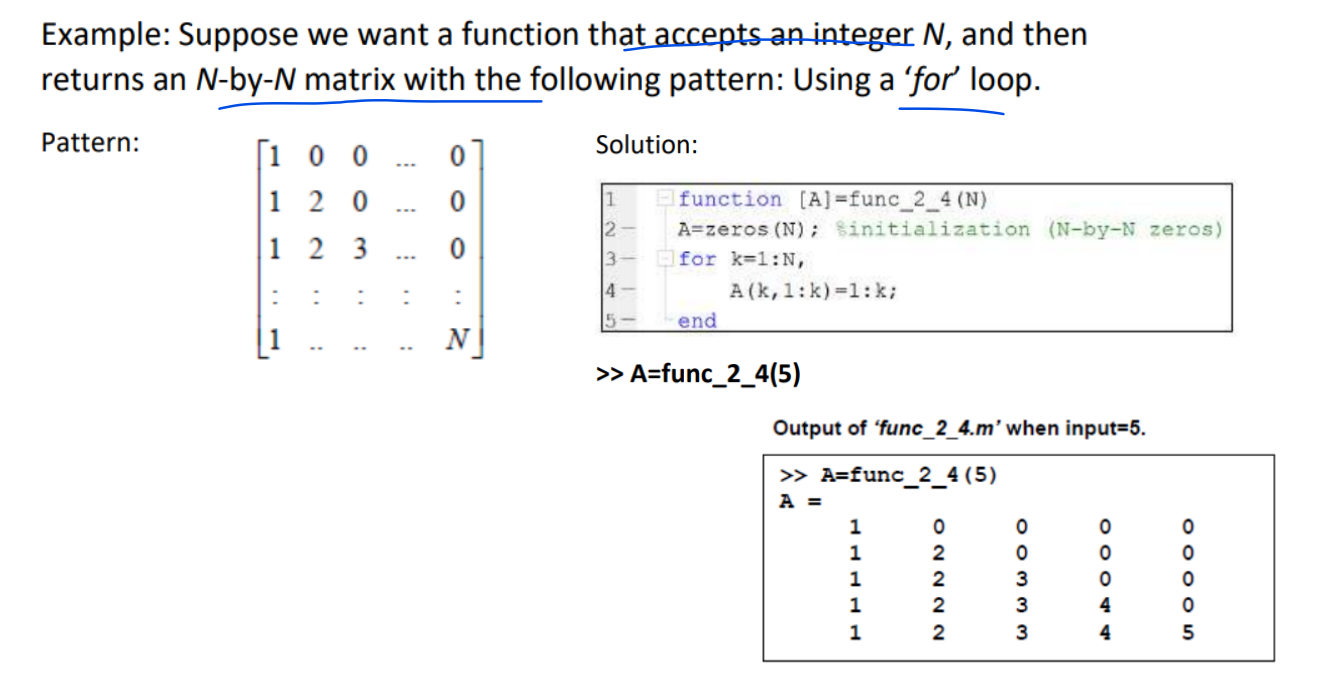 Example: Suppose we want a function that accepts an integer N, and then
returns an N-by-N matrix with the following pattern: Using a ‘for’ loop.
Pattern:
1 0 0 ... 0
1 2 0 ... 0
1 2 3 ... 0
: : : : :
1 .. .. .. N
Solution:
1 function [A]=func_2_4(N)
2 – A=zeros(N); %initialization (N-by-N zeros)
3 – for k=1:N,
4 – A(k,1:k)=1:k;
5 – end
>> A=func_2_4(5)
Output of ‘func_2_4.m’ when input=5.
>> A=func_2_4(5)
A =
1 0 0 0 0
1 2 0 0 0
1 2 3 0 0
1 2 3 4 0
1 2 3 4 5